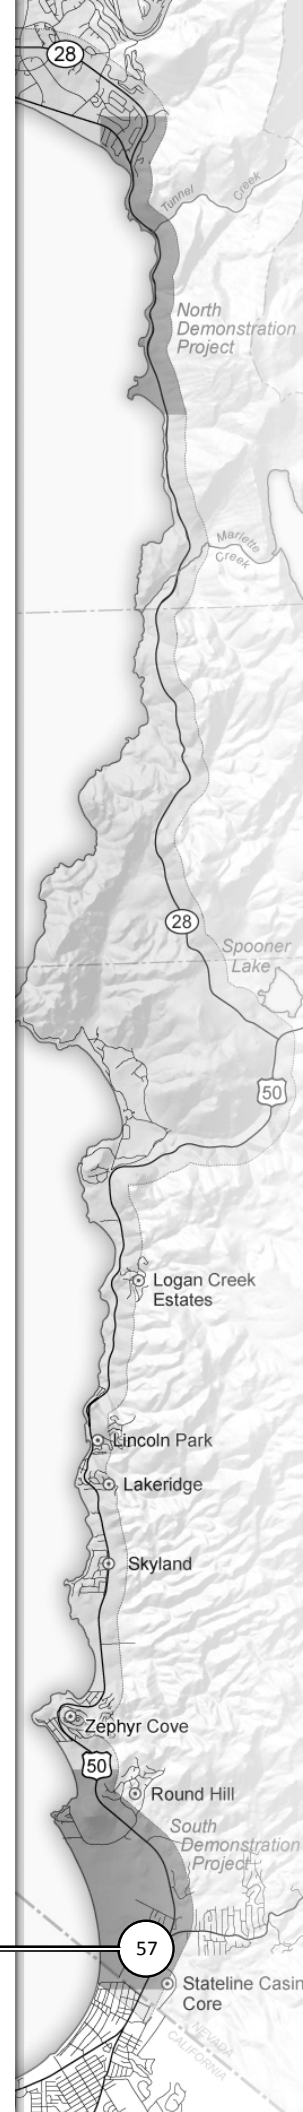 28
Tunnel
Creek
North
Demonstration
Project
Marlette
Creek
28
Spooner
Lake
50
Logan Creek
Estates
Lincoln Park
Lakeridge
Skyland
Zephyr Cove
50
Round Hill
South
Demonstration
Project
57
Stateline Casin
Core
NEVADA
CALIFORNIA